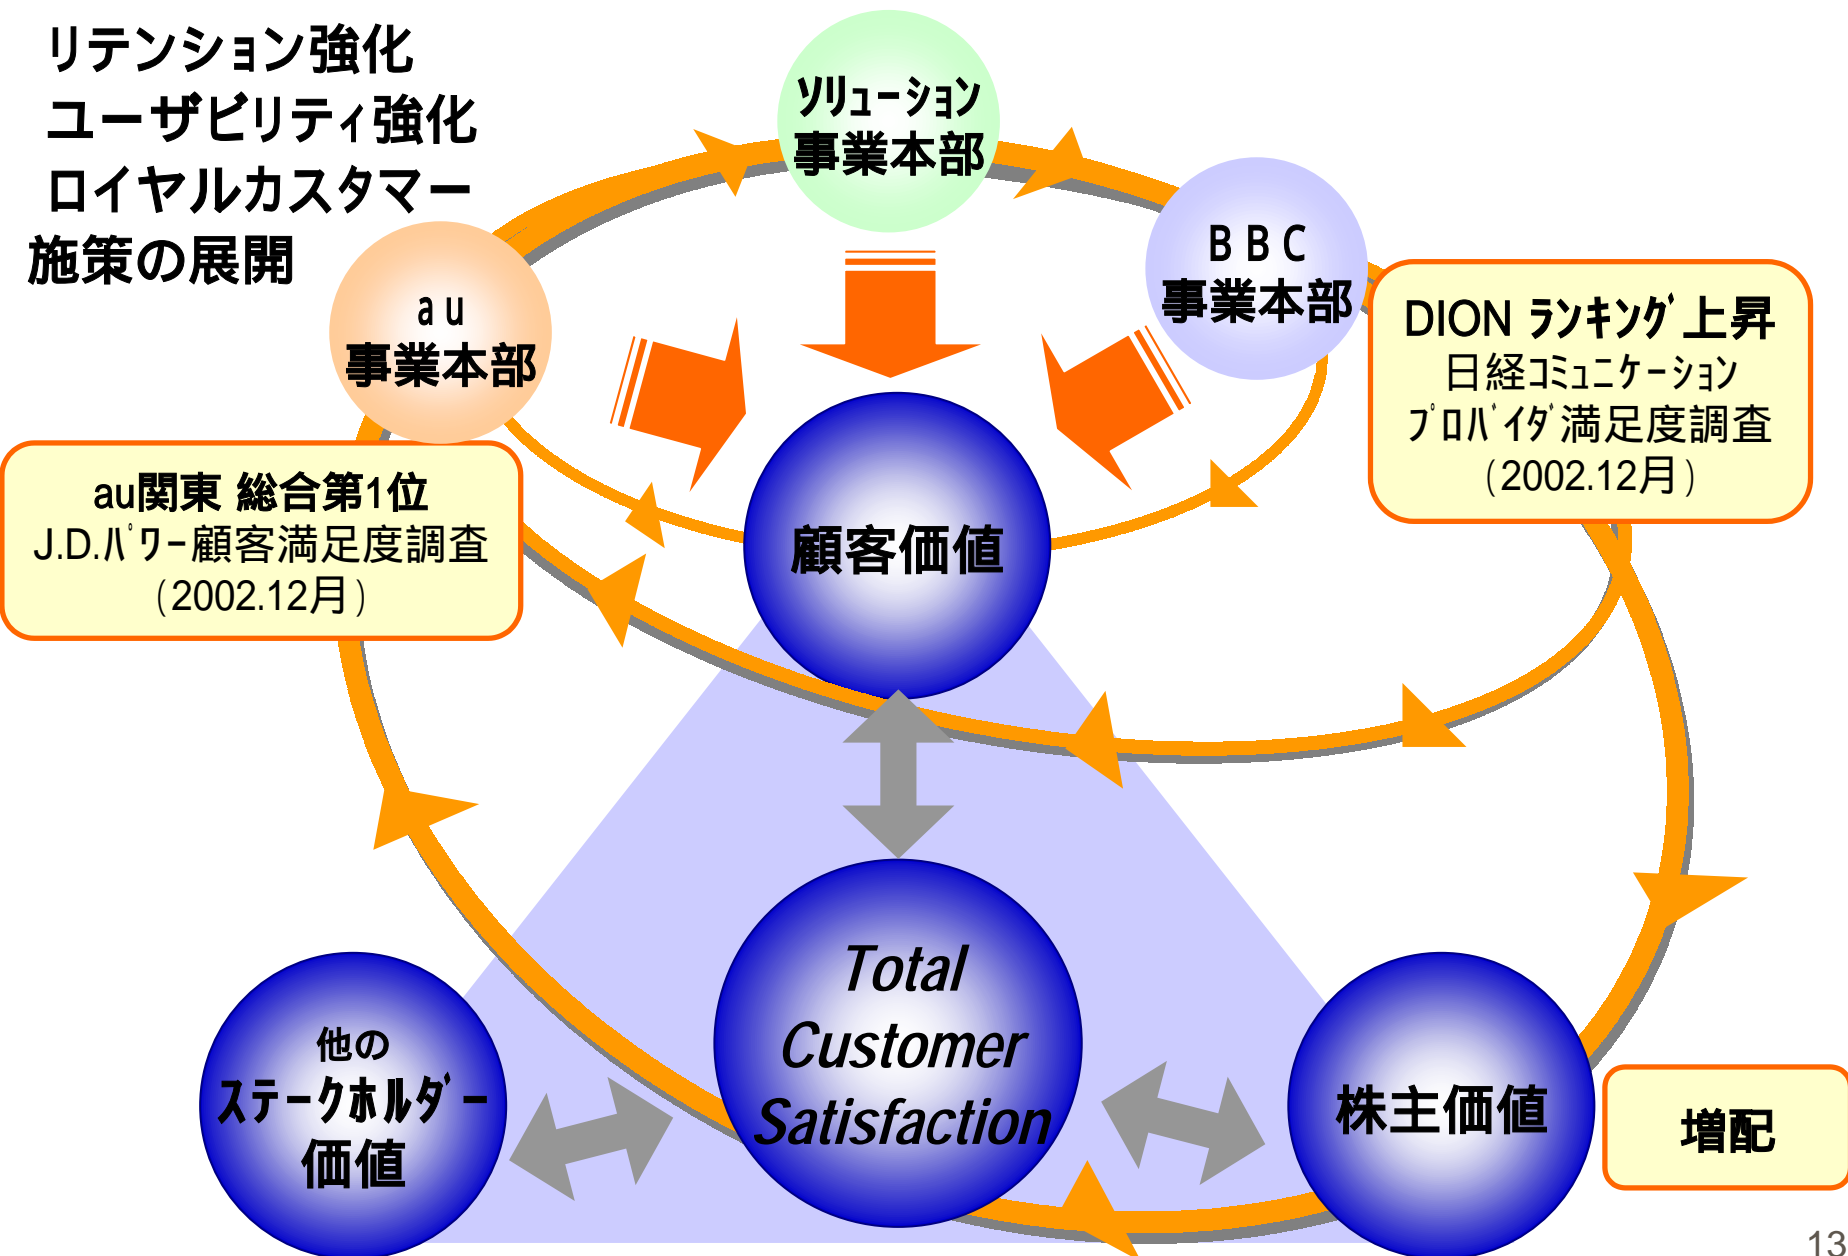 リテンション強化
ユーザビリティ強化
ロイヤルカスタマー
施策の展開
ソリューション
事業本部
ＢＢＣ
事業本部
au
事業本部
DION ランキング上昇
日経コミュニケーション
プロバイダ満足度調査
（2002.12月）
au関東 総合第1位
J.D.パワー顧客満足度調査
（2002.12月）
顧客価値
Total
Customer
Satisfaction
他の
ステークホルダー
価値
株主価値
増配
13